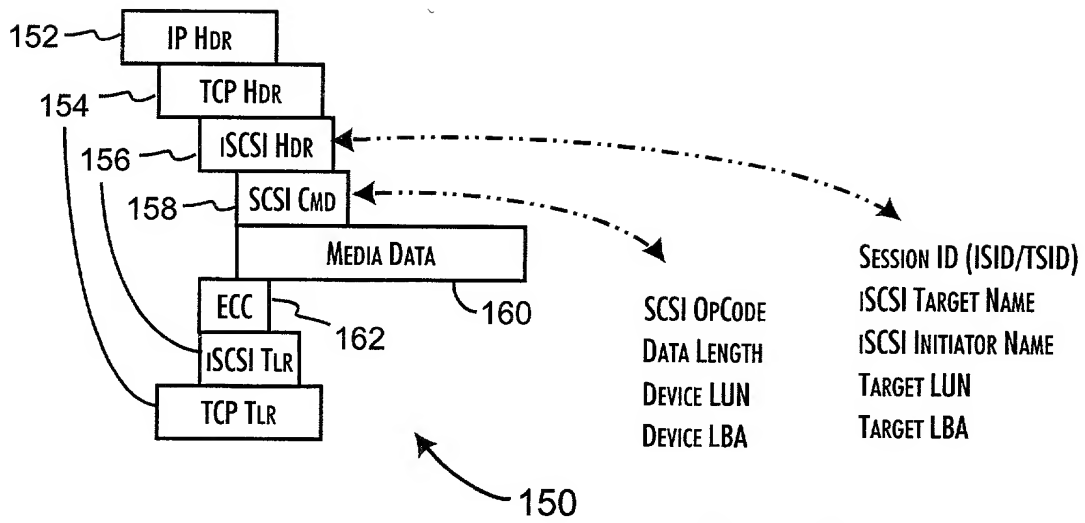 152 IP HDR
154 TCP HDR
156 iSCSI HDR
158 SCSI CMD
MEDIA DATA
160
ECC
162
iSCSI TLR
TCP TLR
150
SCSI OPCODE
DATA LENGTH
DEVICE LUN
DEVICE LBA
SESSION ID (ISID/TSID)
iSCSI TARGET NAME
iSCSI INITIATOR NAME
TARGET LUN
TARGET LBA